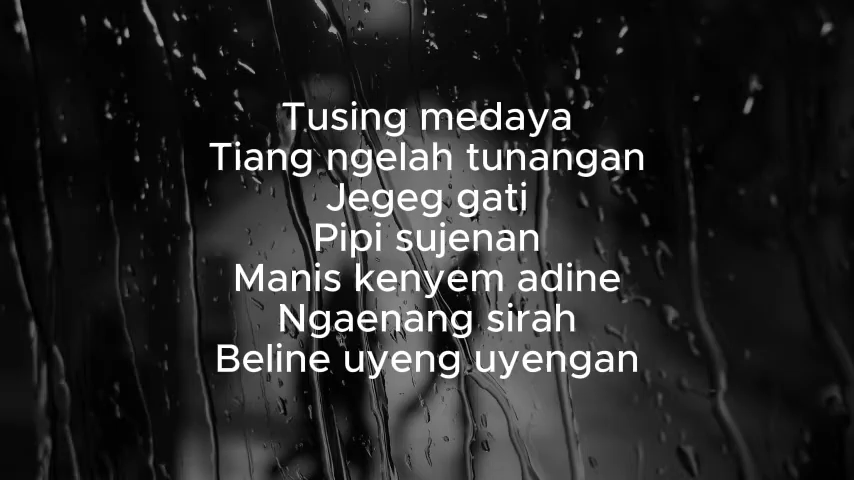 Tusing medaya
Tiang ngelah tunangan
Jegeg gati
Pipi sujenan
Manis kenyem adine
Ngaenang sirah
Beline uyeng uyengan